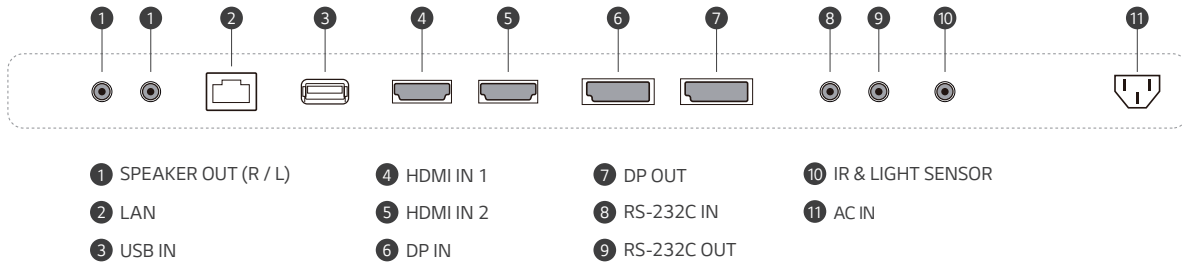 1 1 2 3 4 5 6 7 8 9 10 11
1 SPEAKER OUT (R / L)
2 LAN
3 USB IN
4 HDMI IN 1
5 HDMI IN 2
6 DP IN
7 DP OUT
8 RS-232C IN
9 RS-232C OUT
10 IR & LIGHT SENSOR
11 AC IN